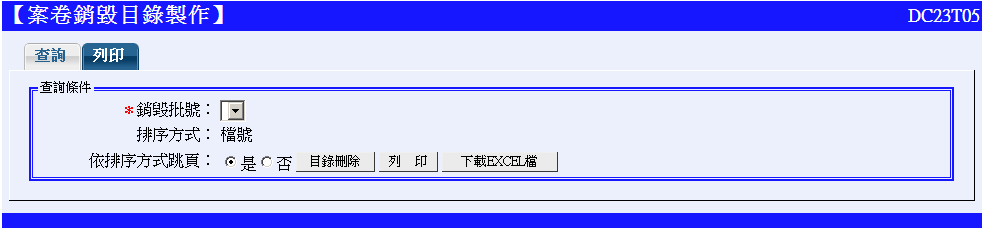 【案卷銷毀目錄製作】 DC23T05
查詢 列印
查詢條件
*銷毀批號：
排序方式： 檔號
依排序方式跳頁： 是 否 目錄刪除 列 印 下載EXCEL檔